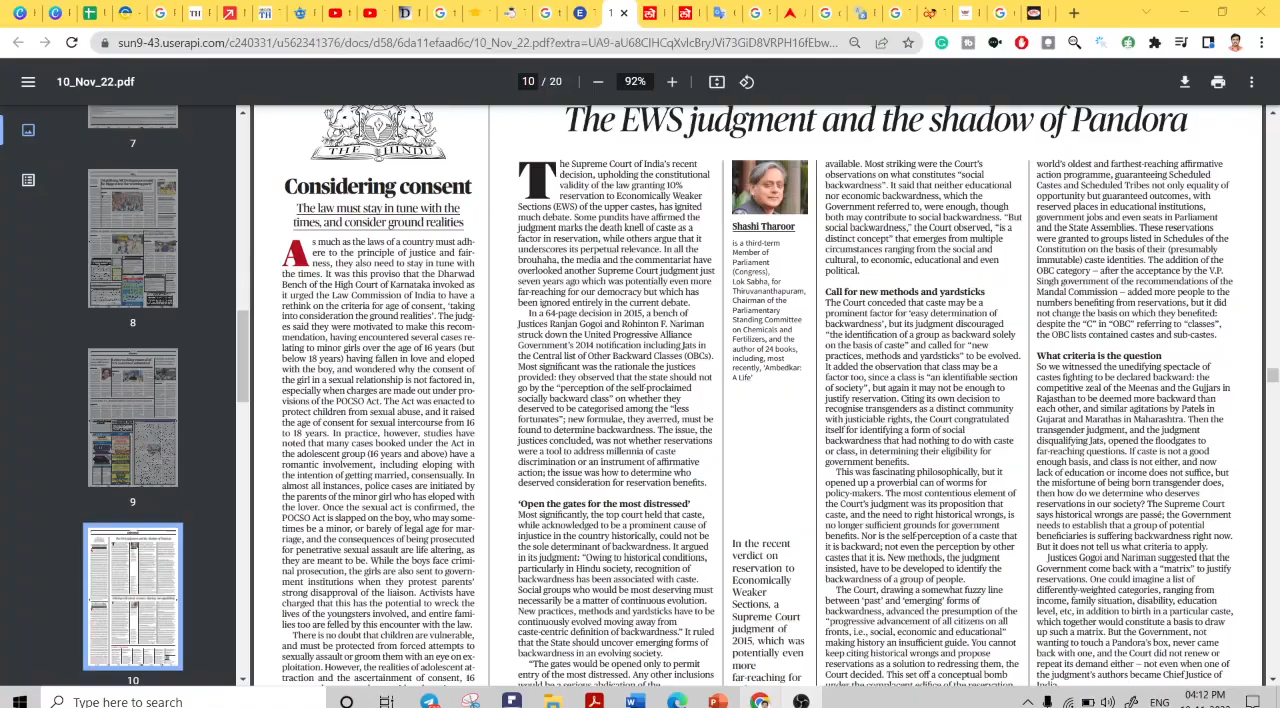 sun9-43.userapi.com/c240331/u562341376/docs/d58/6da11efaad6c/10_Nov_22.pdf?extra=UA9-aU68ClHCqXvlcBryJVi73GiD8VRPH16fEbw...
10_Nov_22.pdf
10 / 20
92%
7
8
9
10
THE HINDU
Considering consent
The law must stay in tune with the
times, and consider ground realities
As much as the laws of a country must adh-
ere to the principle of justice and fair-
ness, they also need to stay in tune with
the times. It was this proviso that the Dharwad
Bench of the High Court of Karnataka invoked as
it urged the Law Commission of India to have a
rethink on the criteria for age of consent, 'taking
into consideration the ground realities'. The judg-
es said they were motivated to make this recom-
mendation, having encountered several cases re-
lating to minor girls over the age of 16 years (but
below 18 years) having fallen in love and eloped
with the boy, and wondered why the consent of
the girl in a sexual relationship is not factored in,
especially when charges are made out under pro-
visions of the POCSO Act. The Act was enacted to
protect children from sexual abuse, and it raised
the age of consent for sexual intercourse from 16
to 18 years. In practice, however, studies have
noted that many cases booked under the Act in
the adolescent group (16 years and above) have a
romantic involvement, including eloping with
the intention of getting married, consensually. In
almost all instances, police cases are initiated by
the parents of the minor girl who has eloped with
the lover. Once the sexual act is confirmed, the
POCSO Act is slapped on the boy, who may some-
times be a minor, or barely of legal age for mar-
riage, and the consequences of being prosecuted
for penetrative sexual assault are life altering, as
they are meant to be. While the boys face crim-
inal prosecution, the girls are also sent to govern-
ment institutions when they protest parents'
strong disapproval of the liaison. Activists have
charged that this has the potential to wreck the
lives of the youngsters involved, and entire fami-
lies too are felled by this encounter with the law.
There is no doubt that children are vulnerable,
and must be protected from forced attempts to
sexually assault or groom them with an eye on ex-
ploitation. However, the realities of adolescent at-
traction and the ascertainment of consent, 16
The EWS judgment and the shadow of Pandora
The Supreme Court of India's recent
decision, upholding the constitutional
validity of the law granting 10%
reservation to Economically Weaker
Sections (EWS) of the upper castes, has ignited
much debate. Some pundits have affirmed the
judgment marks the death knell of caste as a
factor in reservation, while others argue that it
underscores its perpetual relevance. In all the
brouhaha, the media and the commentariat have
overlooked another Supreme Court judgment just
seven years ago which was potentially even more
far-reaching for our democracy but which has
been ignored entirely in the current debate.
In a 64-page decision in 2015, a bench of
Justices Ranjan Gogoi and Rohinton F. Nariman
struck down the United Progressive Alliance
Government's 2014 notification including Jats in
the Central list of Other Backward Classes (OBCs).
Most significant was the rationale the justices
provided: they observed that the state should not
go by the "perception of the self-proclaimed
socially backward class" on whether they
deserved to be categorised among the "less
fortunates"; new formulae, they averred, must be
found to determine backwardness. The issue, the
justices concluded, was not whether reservations
were a tool to address millennia of caste
discrimination or an instrument of affirmative
action; the issue was how to determine who
deserved consideration for reservation benefits.
'Open the gates for the most distressed'
Most significantly, the top court held that caste,
while acknowledged to be a prominent cause of
injustice in the country historically, could not be
the sole determinant of backwardness. It argued
in its judgment: "Owing to historical conditions,
particularly in Hindu society, recognition of
backwardness has been associated with caste.
Social groups who would be most deserving must
necessarily be a matter of continuous evolution.
New practices, methods and yardsticks have to be
continuously evolved moving away from
caste-centric definition of backwardness." It ruled
that the State should uncover emerging forms of
backwardness in an evolving society.
"The gates would be opened only to permit
entry of the most distressed. Any other inclusions
would be a serious abdication of the
Shashi Tharoor
is a third-term
Member of
Parliament
(Congress),
Lok Sabha, for
Thiruvananthapuram,
Chairman of the
Parliamentary
Standing Committee
on Chemicals and
Fertilizers, and the
author of 24 books,
including, most
recently, 'Ambedkar:
A Life'
In the recent
verdict on
reservation to
Economically
Weaker
Sections, a
Supreme Court
judgment of
2015, which was
potentially even
more
far-reaching for
available. Most striking were the Court's
observations on what constitutes "social
backwardness". It said that neither educational
nor economic backwardness, which the
Government referred to, were enough, though
both may contribute to social backwardness. "But
social backwardness," the Court observed, "is a
distinct concept" that emerges from multiple
circumstances ranging from the social and
cultural, to economic, educational and even
political.
Call for new methods and yardsticks
The Court conceded that caste may be a
prominent factor for 'easy determination of
backwardness', but its judgment discouraged
"the identification of a group as backward solely
on the basis of caste" and called for "new
practices, methods and yardsticks" to be evolved.
It added the observation that class may be a
factor too, since a class is "an identifiable section
of society", but again it may not be enough to
justify reservation. Citing its own decision to
recognise transgenders as a distinct community
with justiciable rights, the Court congratulated
itself for identifying a form of social
backwardness that had nothing to do with caste
or class, in determining their eligibility for
government benefits.
This was fascinating philosophically, but it
opened up a proverbial can of worms for
policy-makers. The most contentious element of
the Court's judgment was its proposition that
caste, and the need to right historical wrongs, is
no longer sufficient grounds for government
benefits. Nor is the self-perception of a caste that
it is backward; not even the perception by other
castes that it is. New methods, the judgment
insisted, have to be developed to identify the
backwardness of a group of people.
The Court, drawing a somewhat fuzzy line
between 'past' and 'emerging' forms of
backwardness, advanced the presumption of the
"progressive advancement of all citizens on all
fronts, i.e., social, economic and educational"
making history an insufficient guide. You cannot
keep citing historical wrongs and propose
reservations as a solution to redressing them, the
Court decided. This set off a conceptual bomb
under the complacent edifice of the reservation
world's oldest and farthest-reaching affirmative
action programme, guaranteeing Scheduled
Castes and Scheduled Tribes not only equality of
opportunity but guaranteed outcomes, with
reserved places in educational institutions,
government jobs and even seats in Parliament
and the State Assemblies. These reservations
were granted to groups listed in Schedules of the
Constitution on the basis of their (presumably
immutable) caste identities. The addition of the
OBC category – after the acceptance by the V.P.
Singh government of the recommendations of the
Mandal Commission – added more people to the
numbers benefiting from reservations, but it did
not change the basis on which they benefited:
despite the "C" in "OBC" referring to "classes",
the OBC lists contained castes and sub-castes.
What criteria is the question
So we witnessed the unedifying spectacle of
castes fighting to be declared backward: the
competitive zeal of the Meenas and the Gujjars in
Rajasthan to be deemed more backward than
each other, and similar agitations by Patels in
Gujarat and Marathas in Maharashtra. Then the
transgender judgment, and the judgment
disqualifying Jats, opened the floodgates to
far-reaching questions. If caste is not a good
enough basis, and class is not either, and now
lack of education or income does not suffice, but
the misfortune of being born transgender does,
then how do we determine who deserves
reservations in our society? The Supreme Court
says historical wrongs are passé; the Government
needs to establish that a group of potential
beneficiaries is suffering backwardness right now.
But it does not tell us what criteria to apply.
Justices Gogoi and Nariman suggested that the
Government come back with a "matrix" to justify
reservations. One could imagine a list of
differently-weighted categories, ranging from
income, family situation, disability, education
level, etc, in addition to birth in a particular caste,
which together would constitute a basis to draw
up such a matrix. But the Government, not
wanting to touch a Pandora's box, never came
back with one, and the Court did not renew or
repeat its demand either – not even when one of
the judgment's authors became Chief Justice of
India.
Type here to search
ENG
04:12 PM